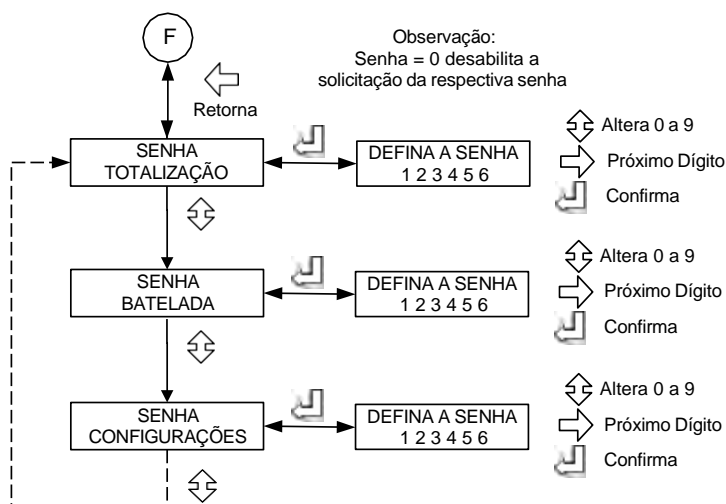 F
Observação:
Senha = 0 desabilita a
solicitação da respectiva senha
Retorna
SENHA
TOTALIZAÇÃO
DEFINA A SENHA
1 2 3 4 5 6
Altera 0 a 9
Próximo Dígito
Confirma
SENHA
BATELADA
DEFINA A SENHA
1 2 3 4 5 6
Altera 0 a 9
Próximo Dígito
Confirma
SENHA
CONFIGURAÇÕES
DEFINA A SENHA
1 2 3 4 5 6
Altera 0 a 9
Próximo Dígito
Confirma